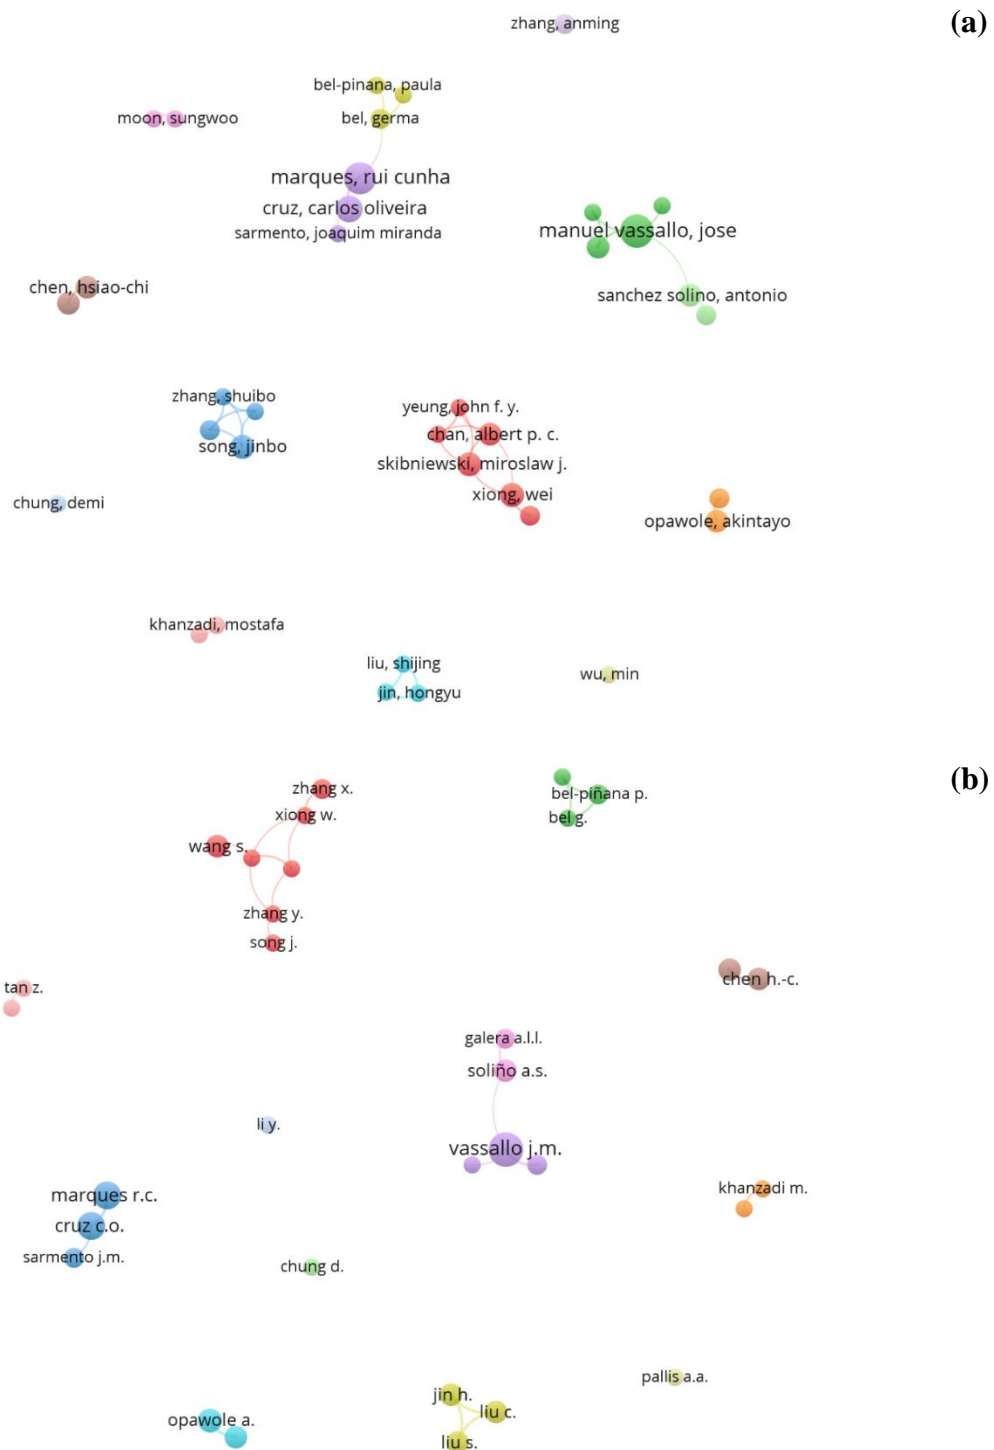 (a)
zhang, anming
bel-pinana, paula
moon, sungwoo
bel, germa
marques, rui cunha
cruz, carlos oliveira
sarmento, joaquim miranda
manuel vassallo, jose
chen, hsiao-chi
sanchez solino, antonio
zhang, shuibo
yeung, john f. y.
chan, albert p. c.
song, jinbo
skibniewski, miroslaw j.
xiong, wei
chung, demi
opawole, akintayo
khanzadi, mostafa
liu, shijing
jin, hongyu
wu, min
(b)
zhang x.
bel-piñana p.
xiong w.
bel g.
wang s.
zhang y.
song j.
chen h.-c.
tan z.
galera a.l.l.
soliño a.s.
li y.
vassallo j.m.
khanzadi m.
marques r.c.
cruz c.o.
sarmento j.m.
chung d.
pallis a.a.
jin h.
liu c.
opawole a.
liu s.